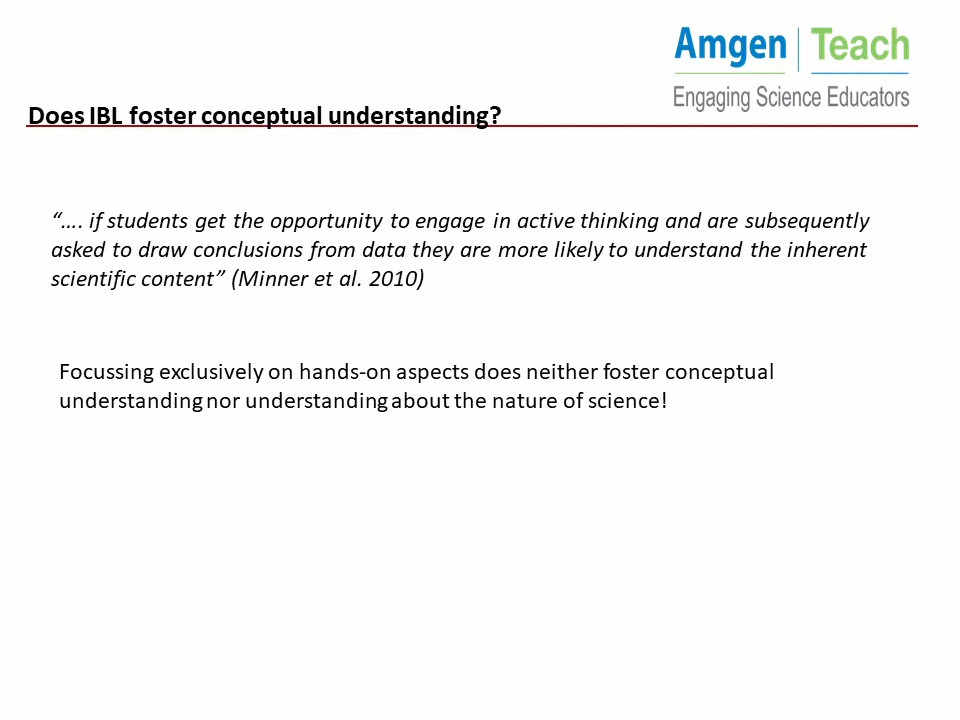 Amgen Teach
Engaging Science Educators
Does IBL foster conceptual understanding?
“…. if students get the opportunity to engage in active thinking and are subsequently
asked to draw conclusions from data they are more likely to understand the inherent
scientific content” (Minner et al. 2010)
Focussing exclusively on hands-on aspects does neither foster conceptual
understanding nor understanding about the nature of science!